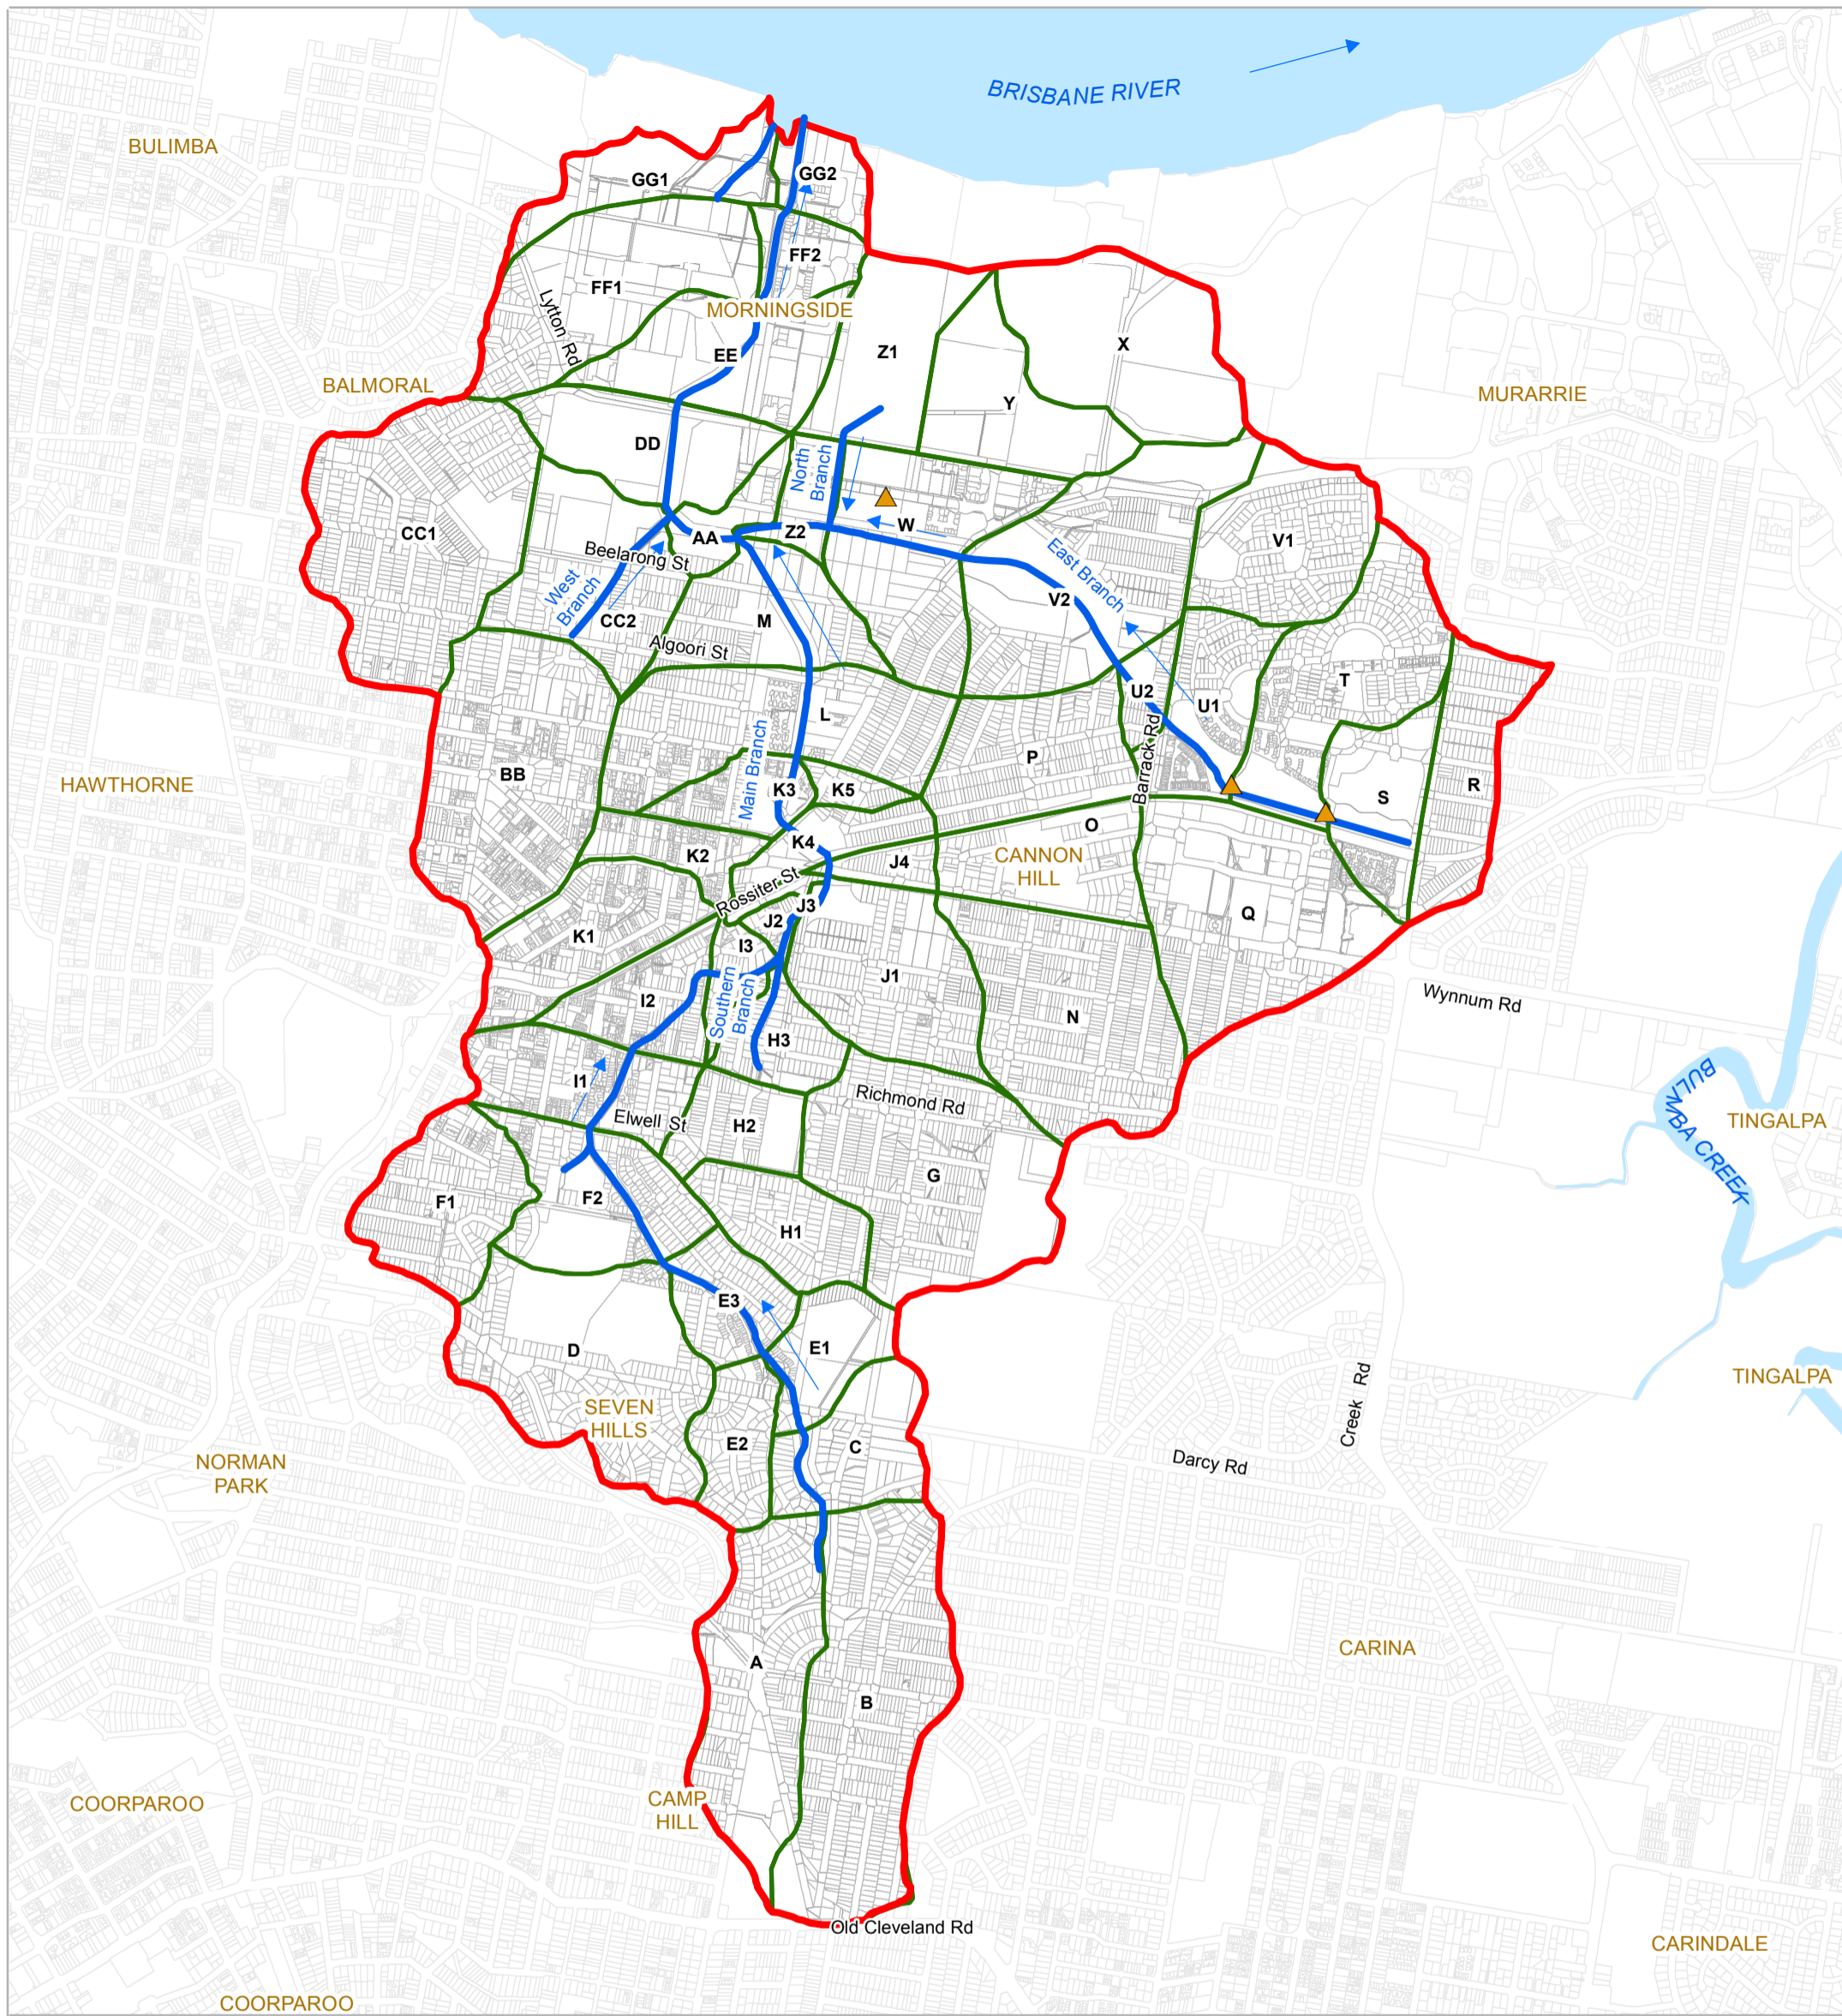 BRISBANE RIVER
BULIMBA
GG1
GG2
FF2
FF1
MORNINGSIDE
Lytton Rd
EE
Z1
X
BALMORAL
MURARRIE
Y
DD
North
Branch
CC1
AA
Z2
W
V1
Beelarong St
East Branch
West
Branch
CC2
M
V2
Algoori St
T
U2
U1
L
Main Branch
Barrack Rd
P
HAWTHORNE
BB
K3
K5
S
R
O
K4
K2
J4
CANNON
HILL
Rossiter St
J3
J2
Q
K1
I3
J1
I2
Southern
Branch
Wynnum Rd
N
H3
I1
Richmond Rd
BULIMBA CREEK
TINGALPA
Elwell St
H2
G
F1
F2
H1
E3
D
E1
TINGALPA
SEVEN
HILLS
Creek Rd
E2
C
NORMAN
PARK
Darcy Rd
A
CARINA
B
COORPAROO
CAMP
HILL
Old Cleveland Rd
CARINDALE
COORPAROO